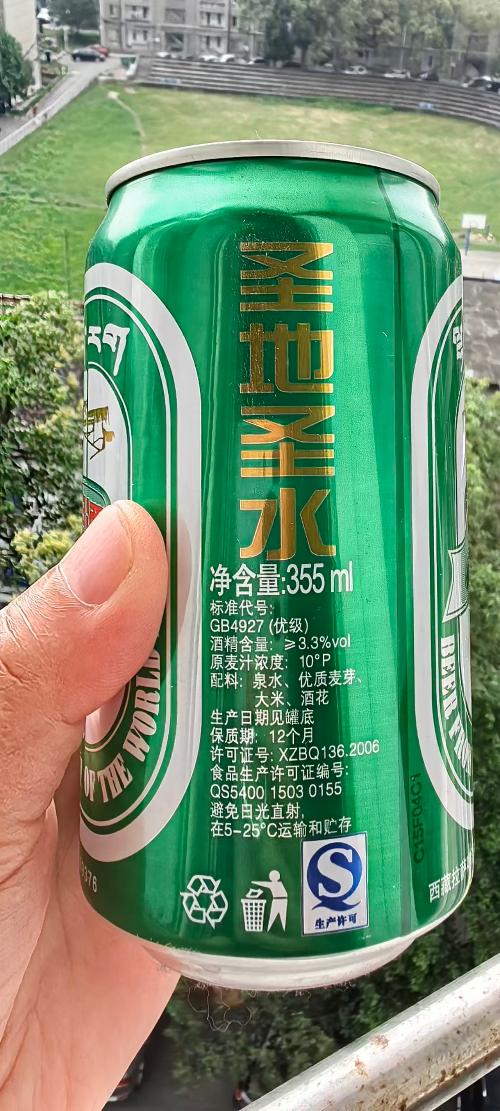 圣地圣水
净含量:355 ml
标准代号:
GB4927 (优级)
酒精含量: ≥3.3%vol
原麦汁浓度: 10°P
配料: 泉水、优质麦芽、
大米、酒花
生产日期见罐底
保质期: 12个月
许可证号: XZBQ136.2006
食品生产许可证编号:
QS5400 1503 0155
避免日光直射,
在5-25°C运输和贮存
生产许可
OF THE WORLD
BEER
西藏拉